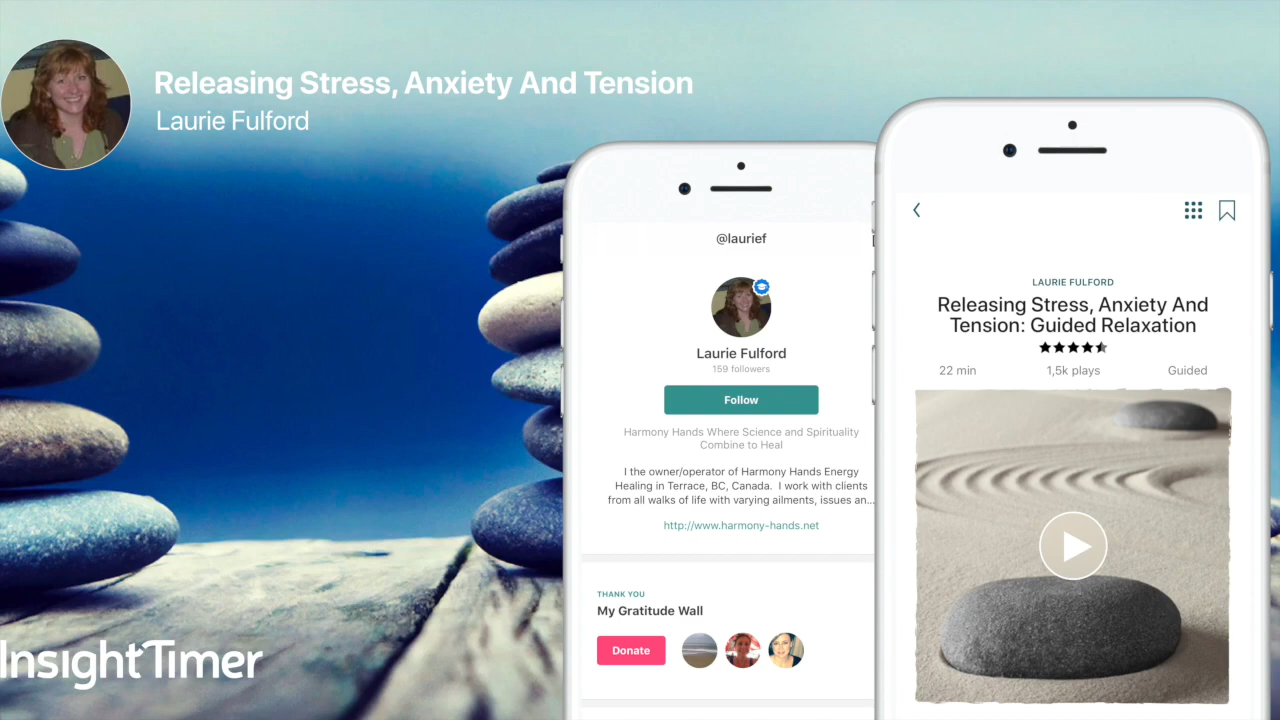 Releasing Stress, Anxiety And Tension
Laurie Fulford
InsightTimer
@laurief
Laurie Fulford
159 followers
Follow
Harmony Hands Where Science and Spirituality
Combine to Heal
I the owner/operator of Harmony Hands Energy
Healing in Terrace, BC, Canada. I work with clients
from all walks of life with varying ailments, issues an...
http://www.harmony-hands.net
THANK YOU
My Gratitude Wall
Donate
LAURIE FULFORD
Releasing Stress, Anxiety And
Tension: Guided Relaxation
22 min 1,5k plays Guided